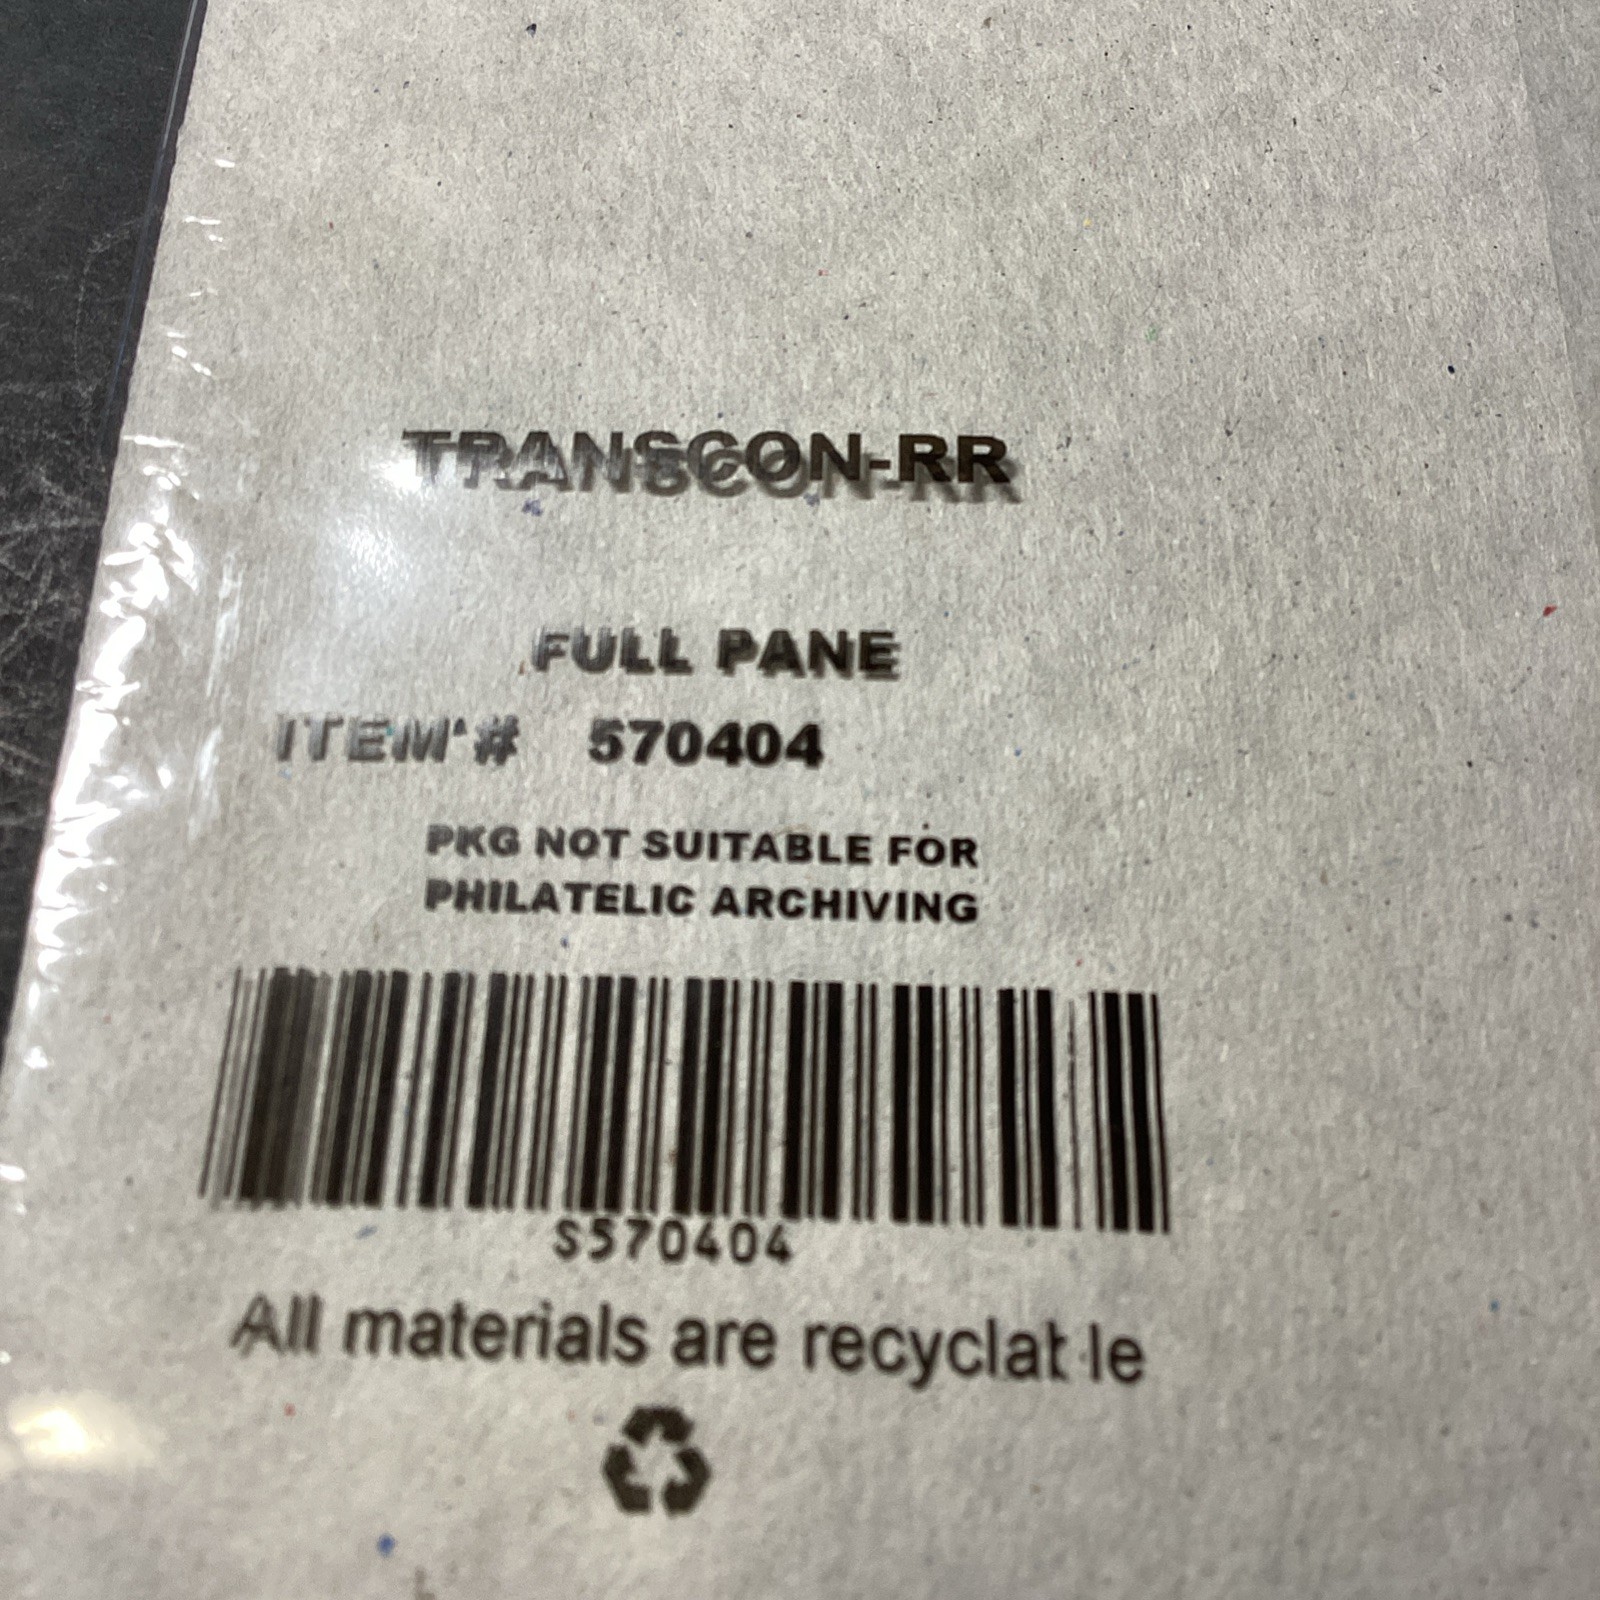 TRANSCON-RR
FULL PANE
ITEM # 570404
PKG NOT SUITABLE FOR
PHILATELIC ARCHIVING
S570404
All materials are recyclat le